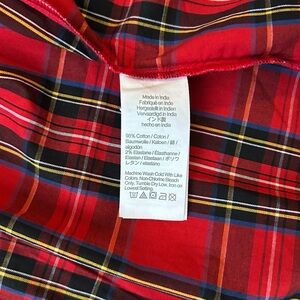 Made in India
Fabriqué en Inde
Hergestellt in Indien
Vervaardigd in India
インド製
hecho en Indio
98% Cotton / Coton /
Baumwolle / Katoen / 綿 /
algodón
2% Elastane / Élasthanne /
Elastan / Elastaan / ポリウ
レタン / elastano
Machine Wash Cold With Like
Colors. Non-Chlorine Bleach
Only. Tumble Dry Low. Iron on
Lowest Setting.